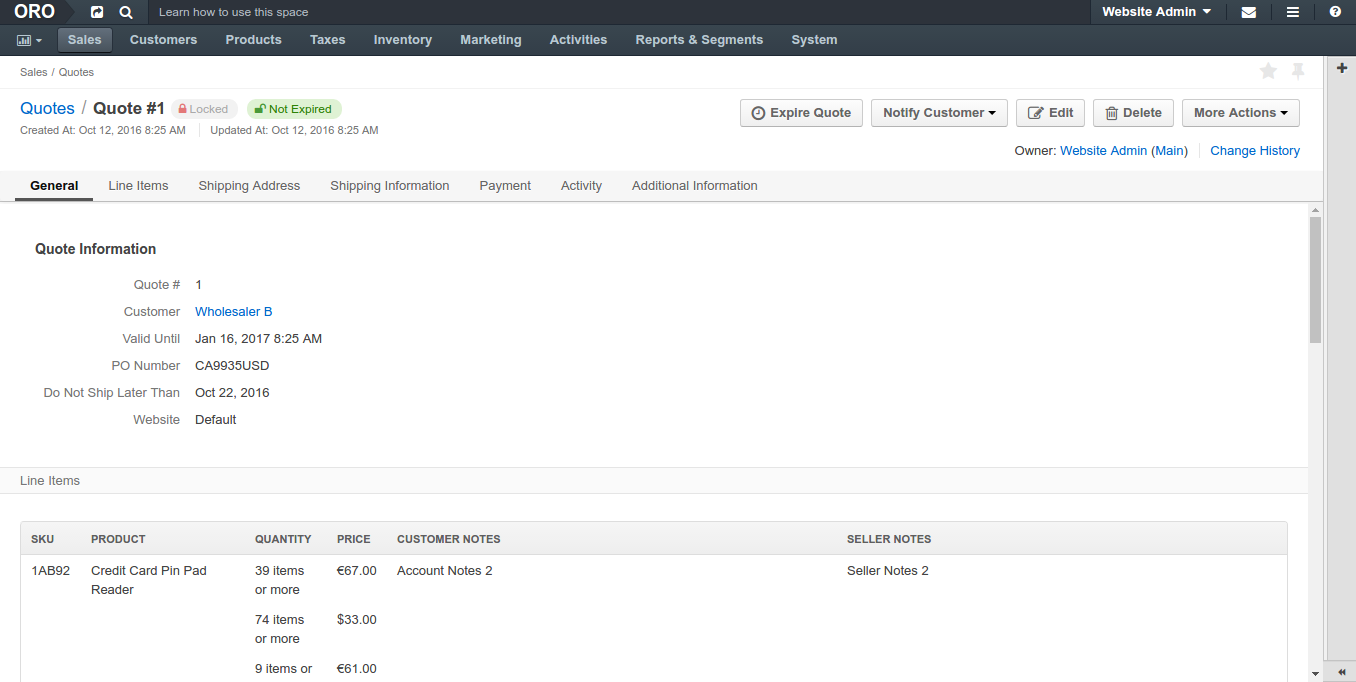 ORO Learn how to use this space Website Admin
Sales Customers Products Taxes Inventory Marketing Activities Reports & Segments System
Sales / Quotes
Quotes / Quote #1 Locked Not Expired Expire Quote Notify Customer Edit Delete More Actions
Created At: Oct 12, 2016 8:25 AM Updated At: Oct 12, 2016 8:25 AM
Owner: Website Admin (Main) Change History
General Line Items Shipping Address Shipping Information Payment Activity Additional Information
Quote Information
Quote # 1
Customer Wholesaler B
Valid Until Jan 16, 2017 8:25 AM
PO Number CA9935USD
Do Not Ship Later Than Oct 22, 2016
Website Default
Line Items
SKU PRODUCT QUANTITY PRICE CUSTOMER NOTES SELLER NOTES
1AB92 Credit Card Pin Pad 39 items €67.00 Account Notes 2 Seller Notes 2
Reader or more
74 items $33.00
or more
9 items or €61.00